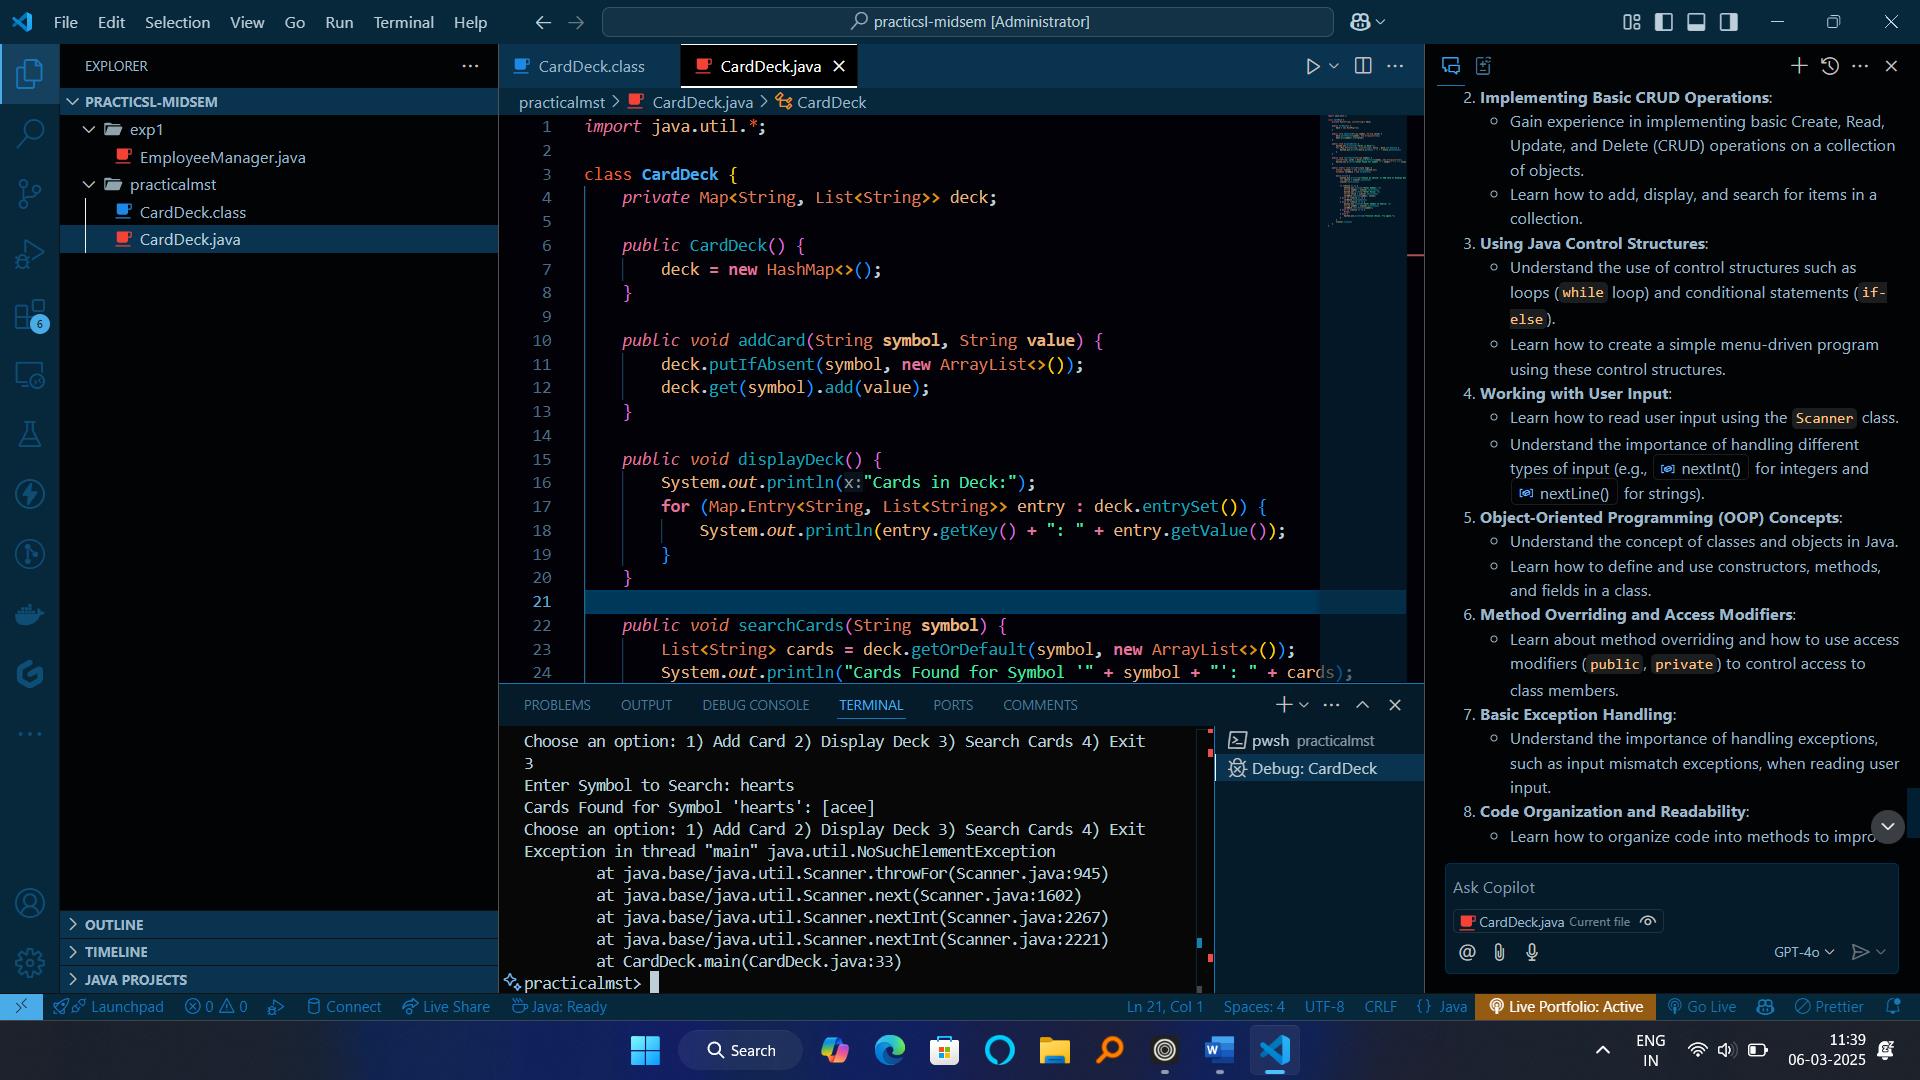 File Edit Selection View Go Run Terminal Help
practicsl-midsem [Administrator]
EXPLORER
PRACTICSL-MIDSEM
exp1
EmployeeManager.java
practicalmst
CardDeck.class
CardDeck.java
OUTLINE
TIMELINE
JAVA PROJECTS
6
CardDeck.class
CardDeck.java
practicalmst > CardDeck.java > CardDeck
1 import java.util.*;
2
3 class CardDeck {
4 private Map<String, List<String>> deck;
5
6 public CardDeck() {
7 deck = new HashMap<>();
8 }
9
10 public void addCard(String symbol, String value) {
11 deck.putIfAbsent(symbol, new ArrayList<>());
12 deck.get(symbol).add(value);
13 }
14
15 public void displayDeck() {
16 System.out.println(x:"Cards in Deck:");
17 for (Map.Entry<String, List<String>> entry : deck.entrySet()) {
18 System.out.println(entry.getKey() + ": " + entry.getValue());
19 }
20 }
21
22 public void searchCards(String symbol) {
23 List<String> cards = deck.getOrDefault(symbol, new ArrayList<>());
24 System.out.println("Cards Found for Symbol '" + symbol + "': " + cards);
PROBLEMS OUTPUT DEBUG CONSOLE TERMINAL PORTS COMMENTS
Choose an option: 1) Add Card 2) Display Deck 3) Search Cards 4) Exit
3
Enter Symbol to Search: hearts
Cards Found for Symbol 'hearts': [acee]
Choose an option: 1) Add Card 2) Display Deck 3) Search Cards 4) Exit
Exception in thread "main" java.util.NoSuchElementException
at java.base/java.util.Scanner.throwFor(Scanner.java:945)
at java.base/java.util.Scanner.next(Scanner.java:1602)
at java.base/java.util.Scanner.nextInt(Scanner.java:2267)
at java.base/java.util.Scanner.nextInt(Scanner.java:2221)
at CardDeck.main(CardDeck.java:33)
practicalmst>
pwsh practicalmst
Debug: CardDeck
2. Implementing Basic CRUD Operations:
Gain experience in implementing basic Create, Read,
Update, and Delete (CRUD) operations on a collection
of objects.
Learn how to add, display, and search for items in a
collection.
3. Using Java Control Structures:
Understand the use of control structures such as
loops (while loop) and conditional statements (if-
else).
Learn how to create a simple menu-driven program
using these control structures.
4. Working with User Input:
Learn how to read user input using the Scanner class.
Understand the importance of handling different
types of input (e.g., nextInt() for integers and
nextLine() for strings).
5. Object-Oriented Programming (OOP) Concepts:
Understand the concept of classes and objects in Java.
Learn how to define and use constructors, methods,
and fields in a class.
6. Method Overriding and Access Modifiers:
Learn about method overriding and how to use access
modifiers (public, private) to control access to
class members.
7. Basic Exception Handling:
Understand the importance of handling exceptions,
such as input mismatch exceptions, when reading user
input.
8. Code Organization and Readability:
Learn how to organize code into methods to impro
Ask Copilot
CardDeck.java Current file
GPT-4o
Launchpad 0 0 Connect Live Share Java: Ready Ln 21, Col 1 Spaces: 4 UTF-8 CRLF {} Java Live Portfolio: Active Go Live Prettier
Search
ENG
IN
11:39
06-03-2025